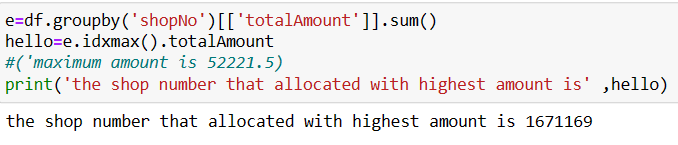 e=df.groupby('shopNo')[['totalAmount']].sum()
hello=e.idxmax().totalAmount
#('maximum amount is 52221.5)
print('the shop number that allocated with highest amount is' ,hello)
the shop number that allocated with highest amount is 1671169